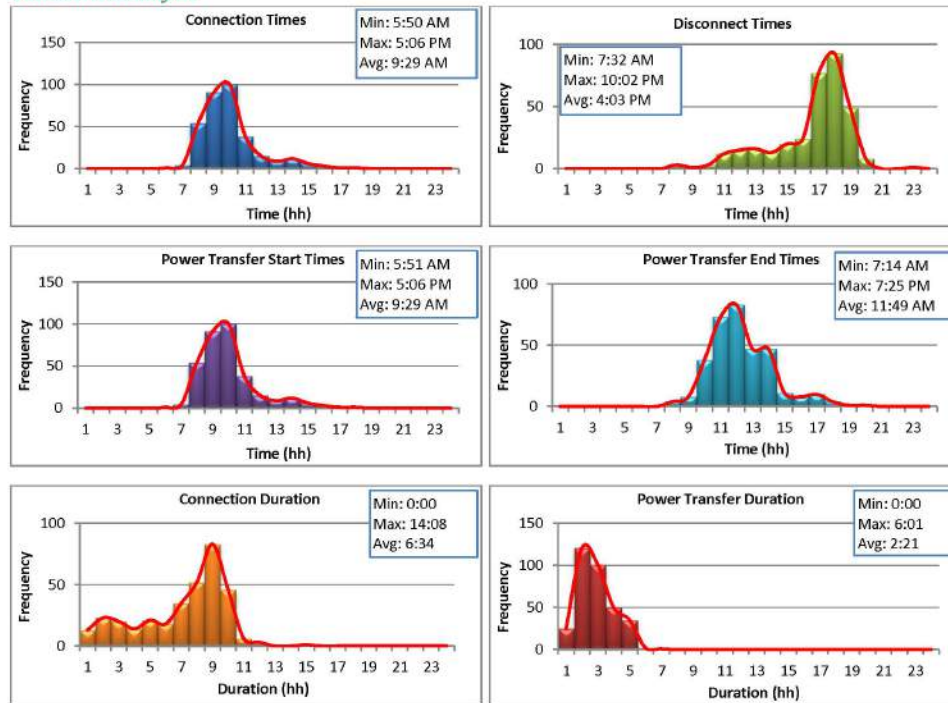 Connection Times
Min: 5:50 AM
Max: 5:06 PM
Avg: 9:29 AM
Frequency
150
100
50
0
1 3 5 7 9 11 13 15 17 19 21 23
Time (hh)
Disconnect Times
Min: 7:32 AM
Max: 10:02 PM
Avg: 4:03 PM
Frequency
100
50
0
1 3 5 7 9 11 13 15 17 19 21 23
Time (hh)
Power Transfer Start Times
Min: 5:51 AM
Max: 5:06 PM
Avg: 9:29 AM
Frequency
150
100
50
0
1 3 5 7 9 11 13 15 17 19 21 23
Time (hh)
Power Transfer End Times
Min: 7:14 AM
Max: 7:25 PM
Avg: 11:49 AM
Frequency
100
50
0
1 3 5 7 9 11 13 15 17 19 21 23
Time (hh)
Connection Duration
Min: 0:00
Max: 14:08
Avg: 6:34
Frequency
100
50
0
1 3 5 7 9 11 13 15 17 19 21 23
Duration (hh)
Power Transfer Duration
Min: 0:00
Max: 6:01
Avg: 2:21
Frequency
150
100
50
0
1 3 5 7 9 11 13 15 17 19 21 23
Duration (hh)